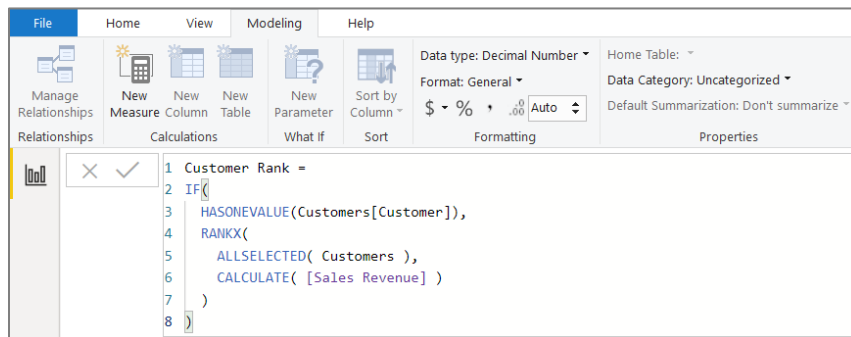 File Home View Modeling Help
Manage Relationships
New Measure
New Column
New Table
New Parameter
Sort by Column
Data type: Decimal Number
Format: General
$ % , .00 Auto
Home Table:
Data Category: Uncategorized
Default Summarization: Don't summarize
Relationships Calculations What If Sort Formatting Properties
1 Customer Rank =
2 IF(
3 HASONEVALUE(Customers[Customer]),
4 RANKX(
5 ALLSELECTED( Customers ),
6 CALCULATE( [Sales Revenue] )
7 )
8 )